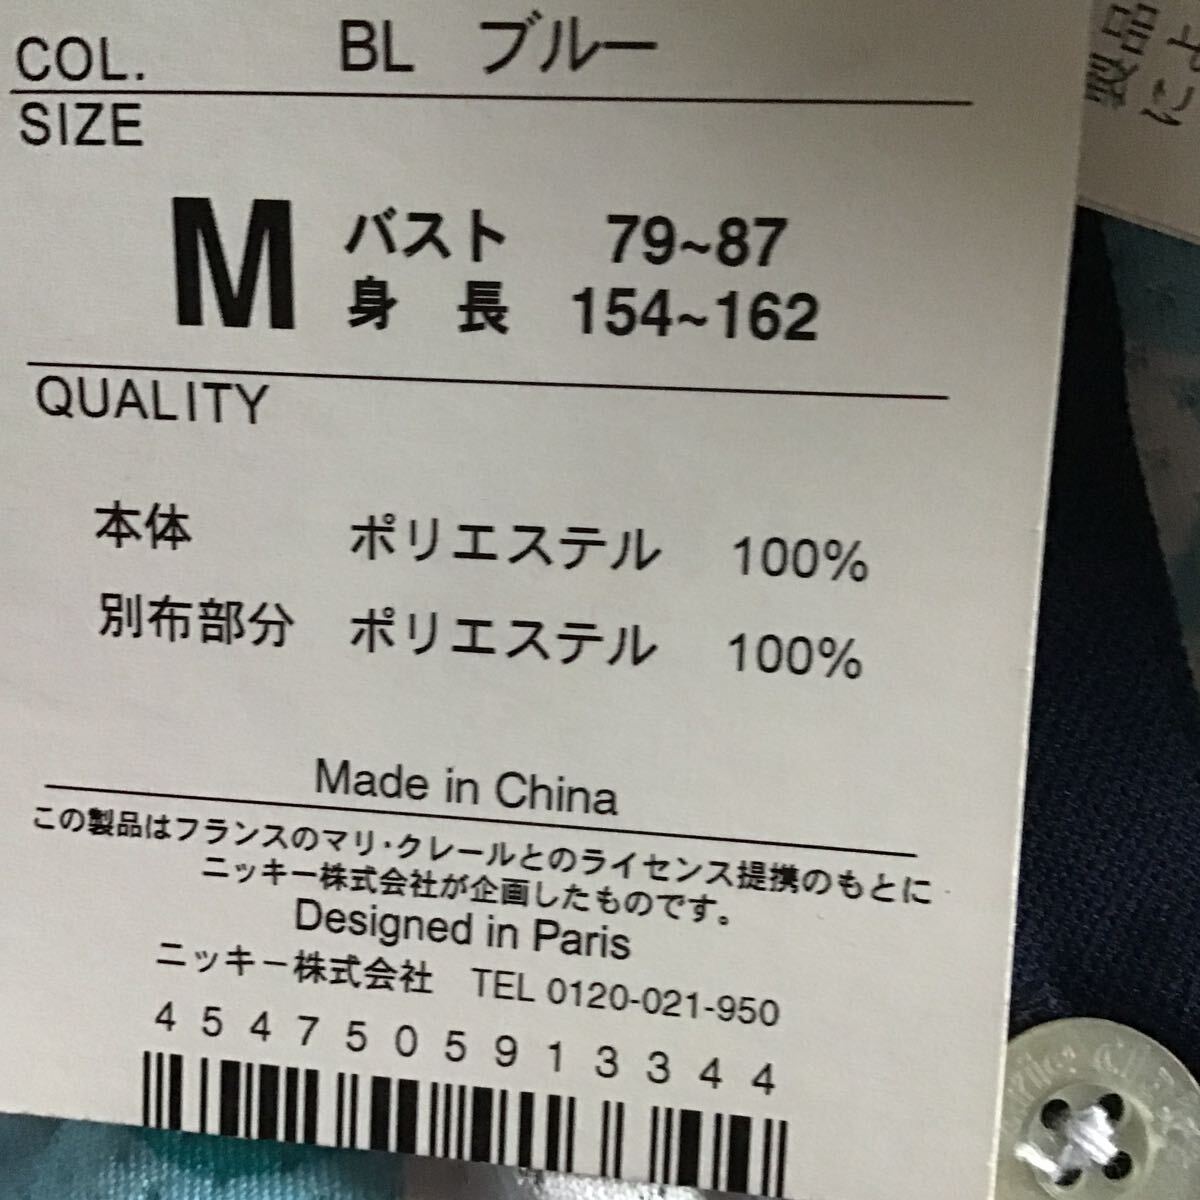 COL. BL ブルー
SIZE
M バスト 79~87
身 長 154~162
QUALITY
本体 ポリエステル 100%
別布部分 ポリエステル 100%
Made in China
この製品はフランスのマリ・クレールとのライセンス提携のもとに
ニッキー株式会社が企画したものです。
Designed in Paris
ニッキー株式会社 TEL 0120-021-950
4547505913344
製品
によ